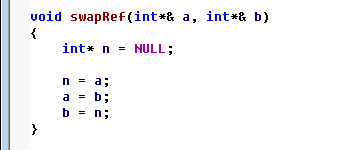 void swapRef(int*& a, int*& b)
{
    int* n = NULL;

    n = a;
    a = b;
    b = n;
}